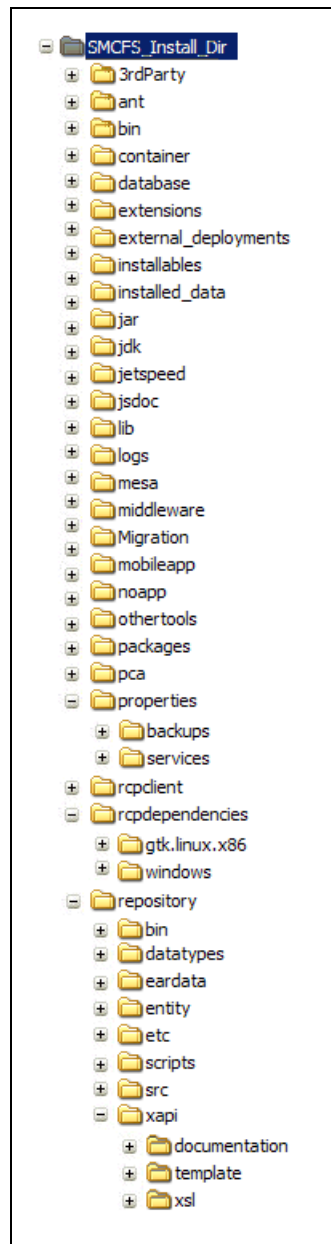 SMCFS_Install_Dir
3rdParty
ant
bin
container
database
extensions
external_deployments
installables
installed_data
jar
jdk
jetspeed
jsdoc
lib
logs
mesa
middleware
Migration
mobileapp
noapp
othertools
packages
pca
properties
backups
services
rcpclient
rcpdependencies
gtk.linux.x86
windows
repository
bin
datatypes
eardata
entity
etc
scripts
src
xapi
documentation
template
xsl